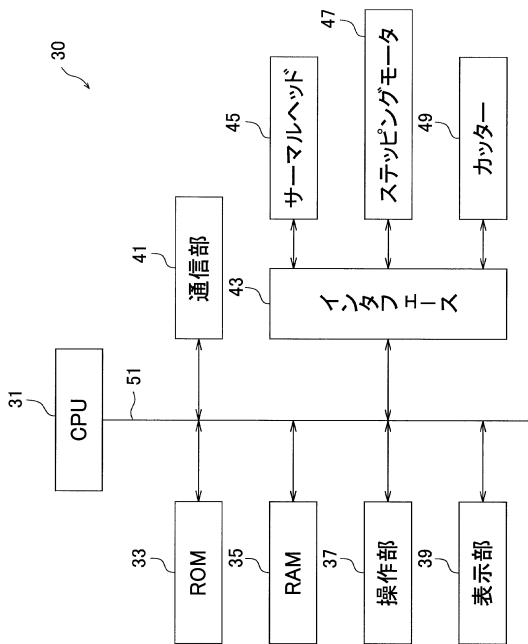 30
31
CPU
51
33
ROM
35
RAM
37
操作部
39
表示部
41
通信部
43
インタフェース
45
サーマルヘッド
47
ステッピングモータ
49
カッター